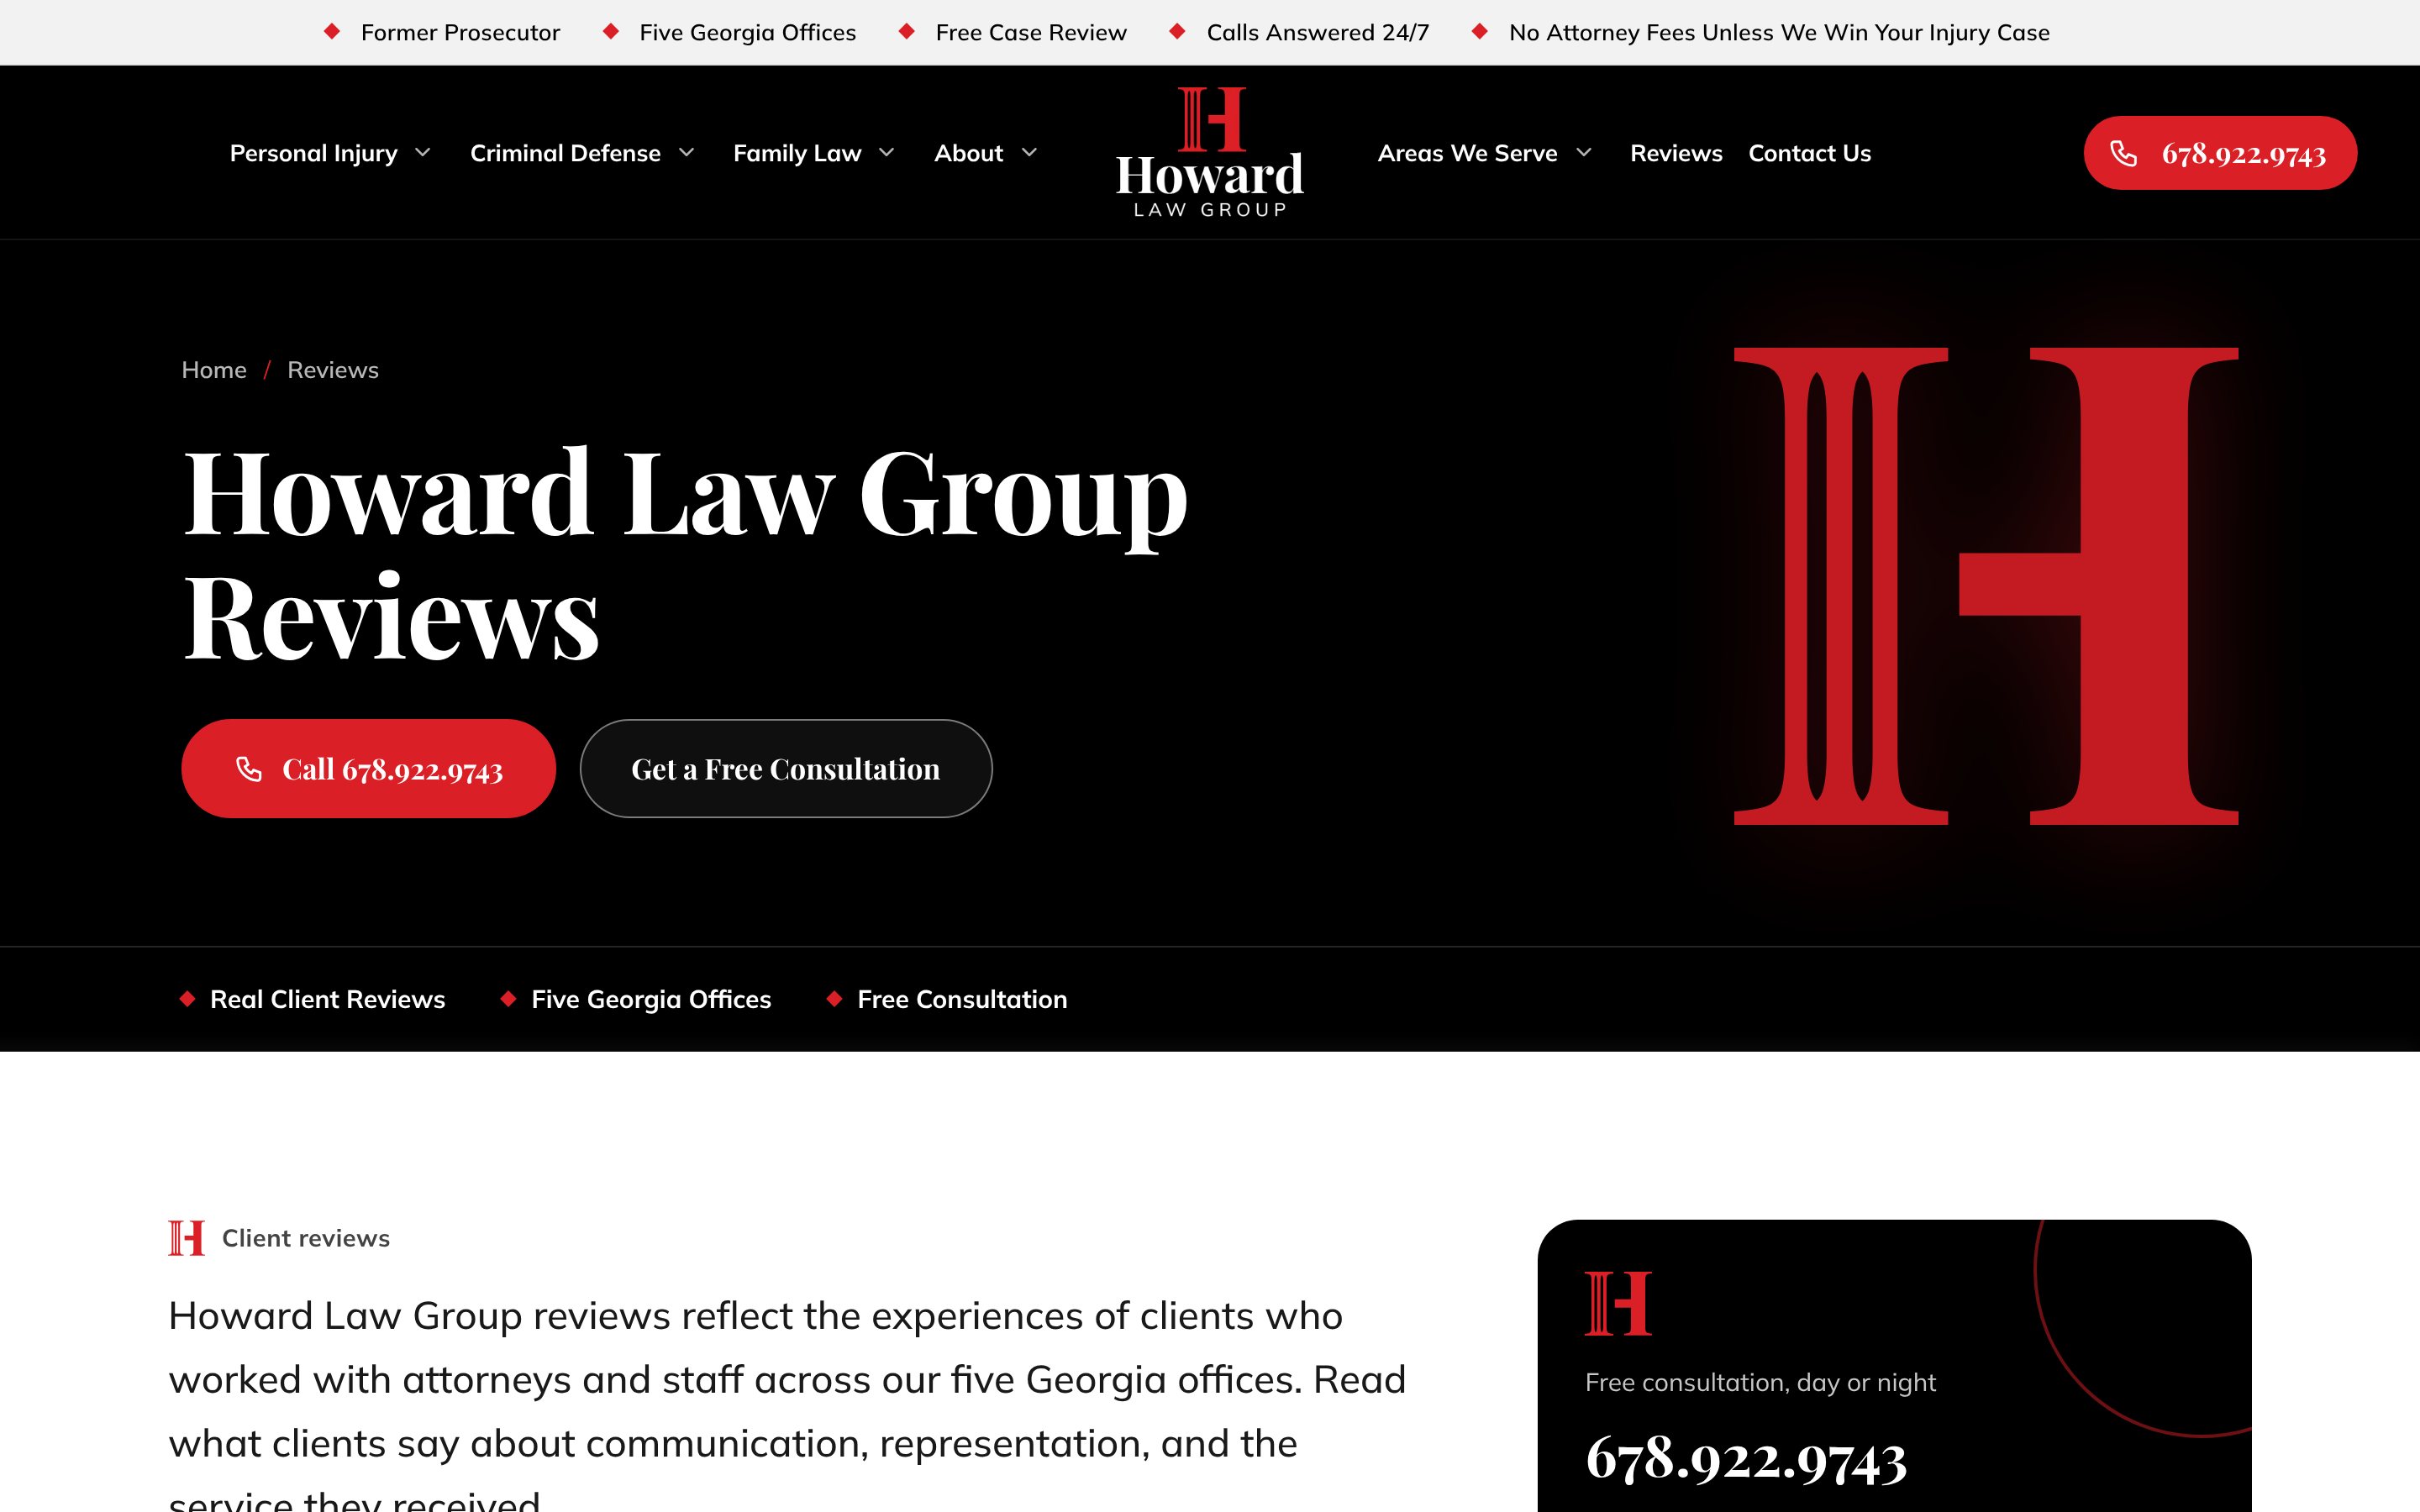 Former Prosecutor
Five Georgia Offices
Free Case Review
Calls Answered 24/7
No Attorney Fees Unless We Win Your Injury Case
Personal Injury
Criminal Defense
Family Law
About
H
Howard
LAW GROUP
Areas We Serve
Reviews
Contact Us
678.922.9743
Home / Reviews
Howard Law Group
Reviews
Call 678.922.9743
Get a Free Consultation
H
Real Client Reviews
Five Georgia Offices
Free Consultation
H
Client reviews
Howard Law Group reviews reflect the experiences of clients who
worked with attorneys and staff across our five Georgia offices. Read
what clients say about communication, representation, and the
service they received.
H
Free consultation, day or night
678.922.9743